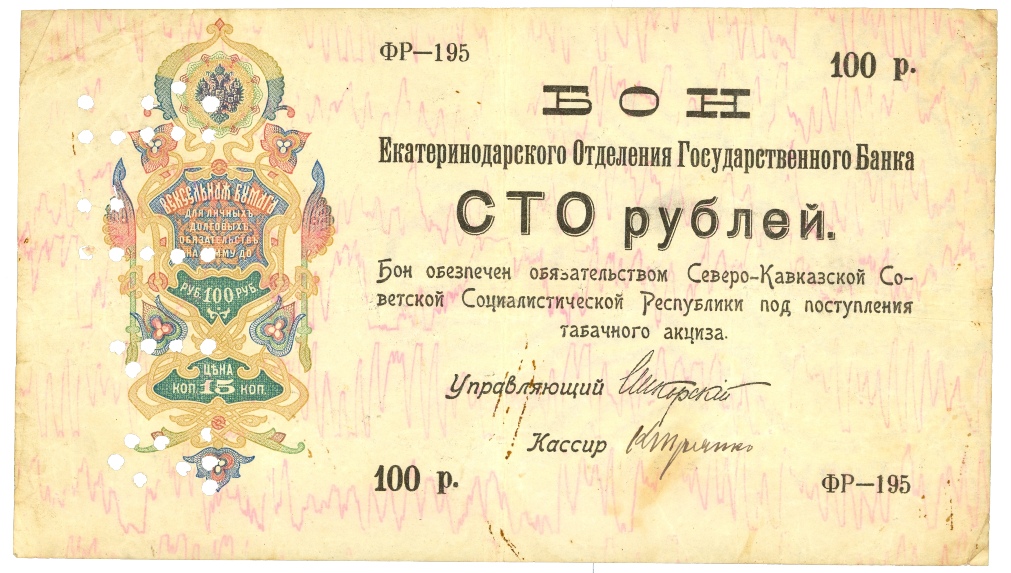 ФР—195
100 р.
БОН
Екатеринодарского Отделения Государственного Банка
СТО рублей.
Бон обезпечен обязательством Северо-Кавказской Со-
ветской Социалистической Республики под поступления
табачного акциза.
Управляющий Сикорский
Кассир
100 р.
ФР—195
ВЕКСЕЛЬНАЯ БУМАГА
ДЛЯ ЛИЧНЫХЪ
ДОЛГОВЫХЪ
ОБЯЗАТЕЛЬСТВЪ
НА СУММУ ДО
РУБ. 100 РУБ.
ЦѢНА
КОП. 15 КОП.